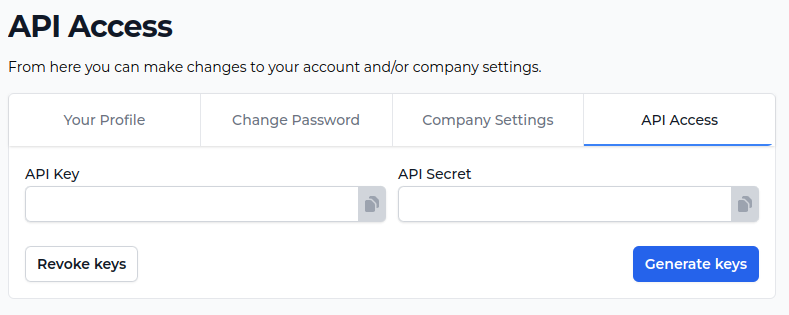 API Access
From here you can make changes to your account and/or company settings.
Your Profile
Change Password
Company Settings
API Access
API Key
API Secret
Revoke keys
Generate keys